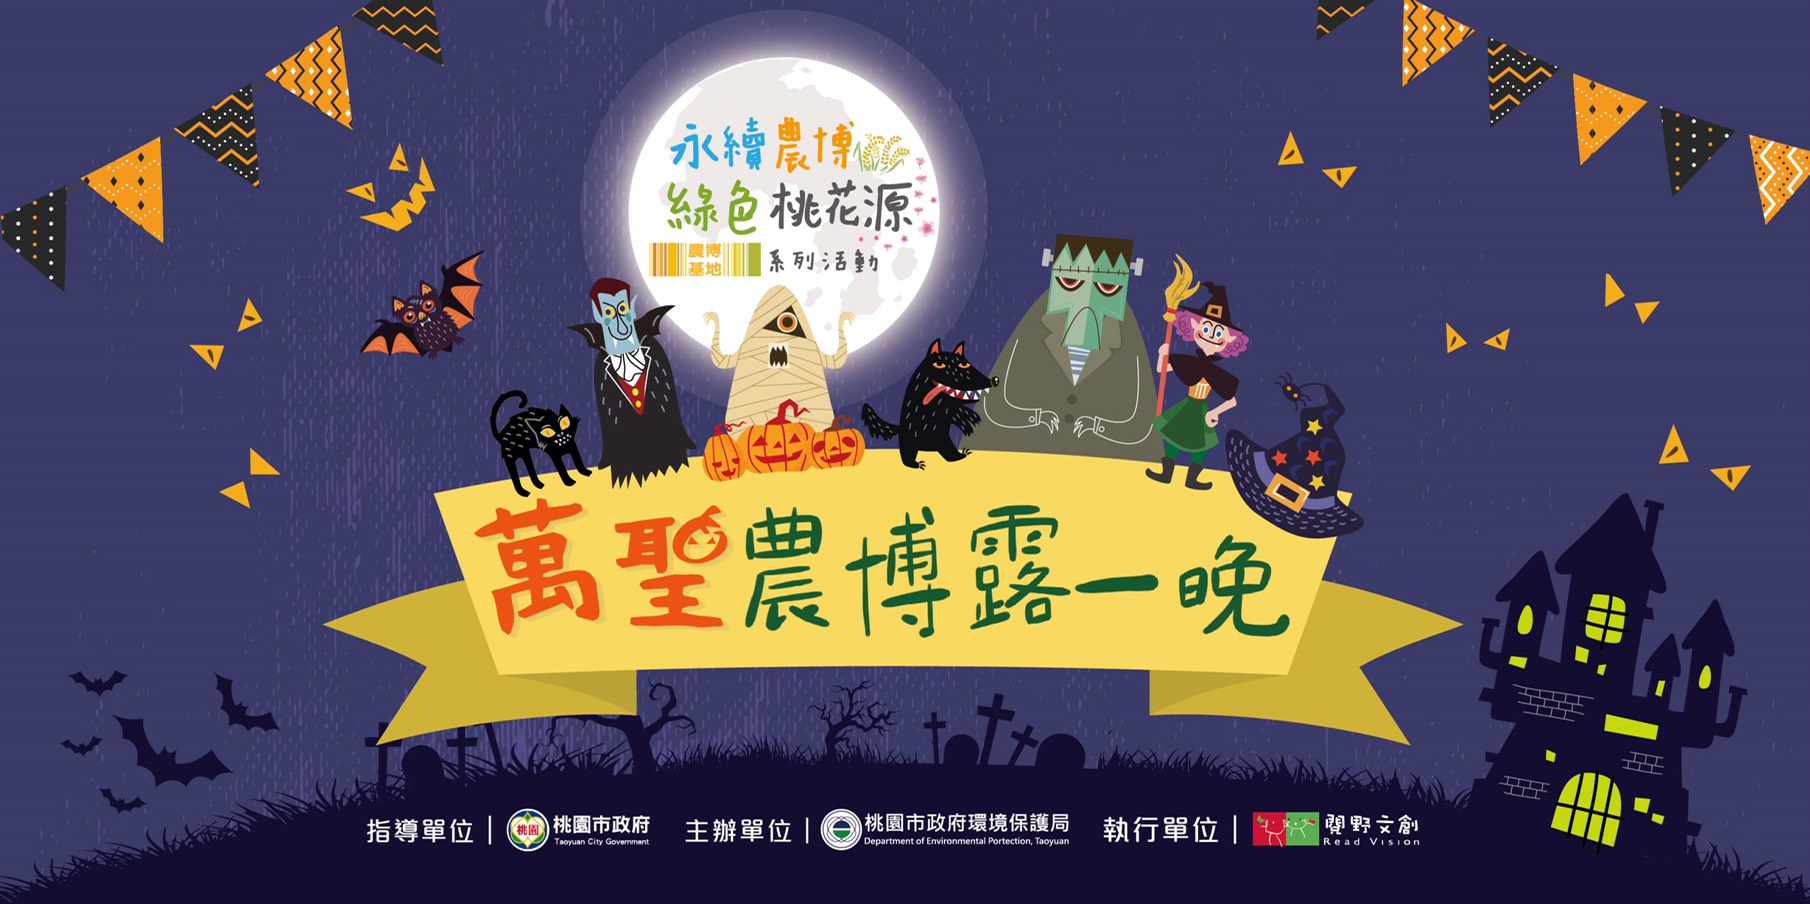 永續農博
綠色桃花源
農博
基地
系列活動
萬聖農博露一晚
指導單位 | 桃園 桃園市政府
Taoyuan City Government
主辦單位 | 桃園市政府環境保護局
Department of Environmental Portection, Taoyuan
執行單位 | 閱野文創
Read Vision